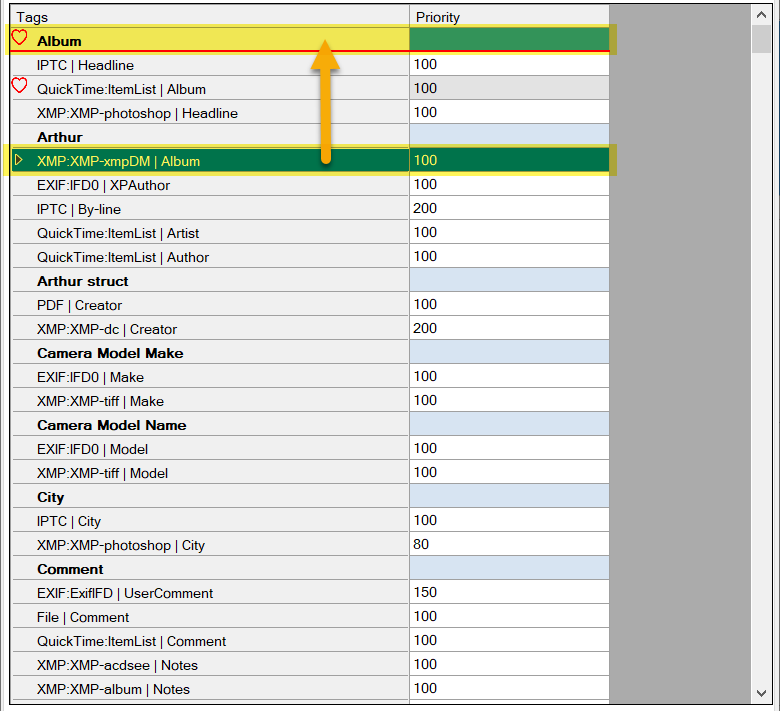 Tags Priority
Album
IPTC | Headline 100
QuickTime:ItemList | Album 100
XMP:XMP-photoshop | Headline 100
Arthur
XMP:XMP-xmpDM | Album 100
EXIF:IFD0 | XPAuthor 100
IPTC | By-line 200
QuickTime:ItemList | Artist 100
QuickTime:ItemList | Author 100
Arthur struct
PDF | Creator 100
XMP:XMP-dc | Creator 200
Camera Model Make
EXIF:IFD0 | Make 100
XMP:XMP-tiff | Make 100
Camera Model Name
EXIF:IFD0 | Model 100
XMP:XMP-tiff | Model 100
City
IPTC | City 100
XMP:XMP-photoshop | City 80
Comment
EXIF:ExifIFD | UserComment 150
File | Comment 100
QuickTime:ItemList | Comment 100
XMP:XMP-acdsee | Notes 100
XMP:XMP-album | Notes 100